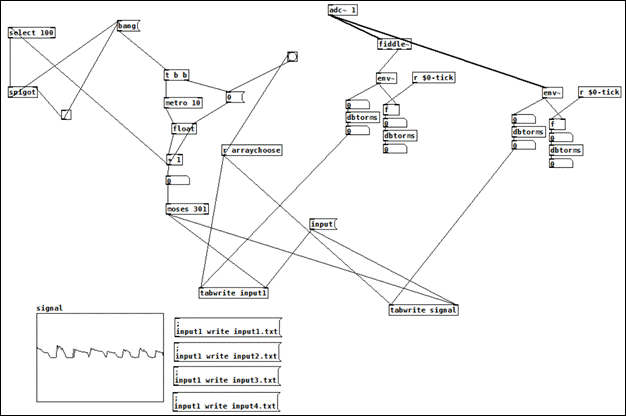 adc~ 1
bang
select 100
fiddle~
t b b
env~
r $0-tick
env~
r $0-tick
spigot
metro 10
0
0
f
0
dbtorms
0
0
dbtorms
0
0
f
0
dbtorms
0
dbtorms
0
float
r arraychoose
+ 1
0
moses 301
input
tabwrite input1
tabwrite signal
signal
;
input1 write input1.txt
;
input1 write input2.txt
;
input1 write input3.txt
;
input1 write input4.txt